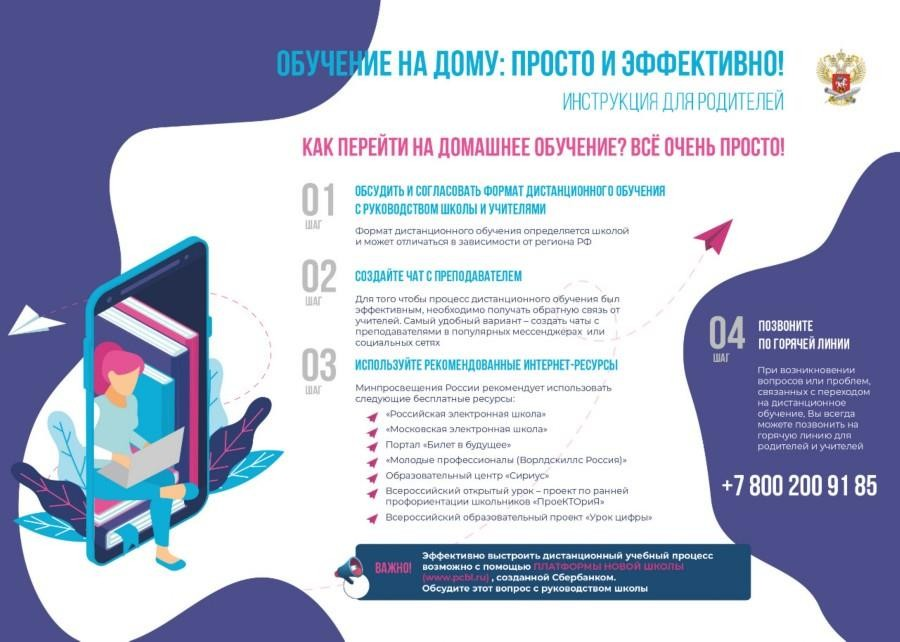 ОБУЧЕНИЕ НА ДОМУ: ПРОСТО И ЭФФЕКТИВНО!
ИНСТРУКЦИЯ ДЛЯ РОДИТЕЛЕЙ
КАК ПЕРЕЙТИ НА ДОМАШНЕЕ ОБУЧЕНИЕ? ВСЁ ОЧЕНЬ ПРОСТО!
01
ШАГ
ОБСУДИТЬ И СОГЛАСОВАТЬ ФОРМАТ ДИСТАНЦИОННОГО ОБУЧЕНИЯ
С РУКОВОДСТВОМ ШКОЛЫ И УЧИТЕЛЯМИ
Формат дистанционного обучения определяется школой
и может отличаться в зависимости от региона РФ
02
ШАГ
СОЗДАЙТЕ ЧАТ С ПРЕПОДАВАТЕЛЕМ
Для того чтобы процесс дистанционного обучения был
эффективным, необходимо получать обратную связь от
учителей. Самый удобный вариант – создать чаты с
преподавателями в популярных мессенджерах или
социальных сетях
03
ШАГ
ИСПОЛЬЗУЙТЕ РЕКОМЕНДОВАННЫЕ ИНТЕРНЕТ-РЕСУРСЫ
Минпросвещения России рекомендует использовать
следующие бесплатные ресурсы:
«Российская электронная школа»
«Московская электронная школа»
Портал «Билет в будущее»
«Молодые профессионалы (Ворлдскиллс Россия)»
Образовательный центр «Сириус»
Всероссийский открытый урок – проект по ранней
профориентации школьников «ПроеКТОриЯ»
Всероссийский образовательный проект «Урок цифры»
04
ШАГ
ПОЗВОНИТЕ
ПО ГОРЯЧЕЙ ЛИНИИ
При возникновении
вопросов или проблем,
связанных с переходом
на дистанционное
обучение, Вы всегда
можете позвонить на
горячую линию для
родителей и учителей
+7 800 200 91 85
ВАЖНО!
Эффективно выстроить дистанционный учебный процесс
возможно с помощью ПЛАТФОРМЫ НОВОЙ ШКОЛЫ
(www.pcbl.ru) , созданной Сбербанком.
Обсудите этот вопрос с руководством школы